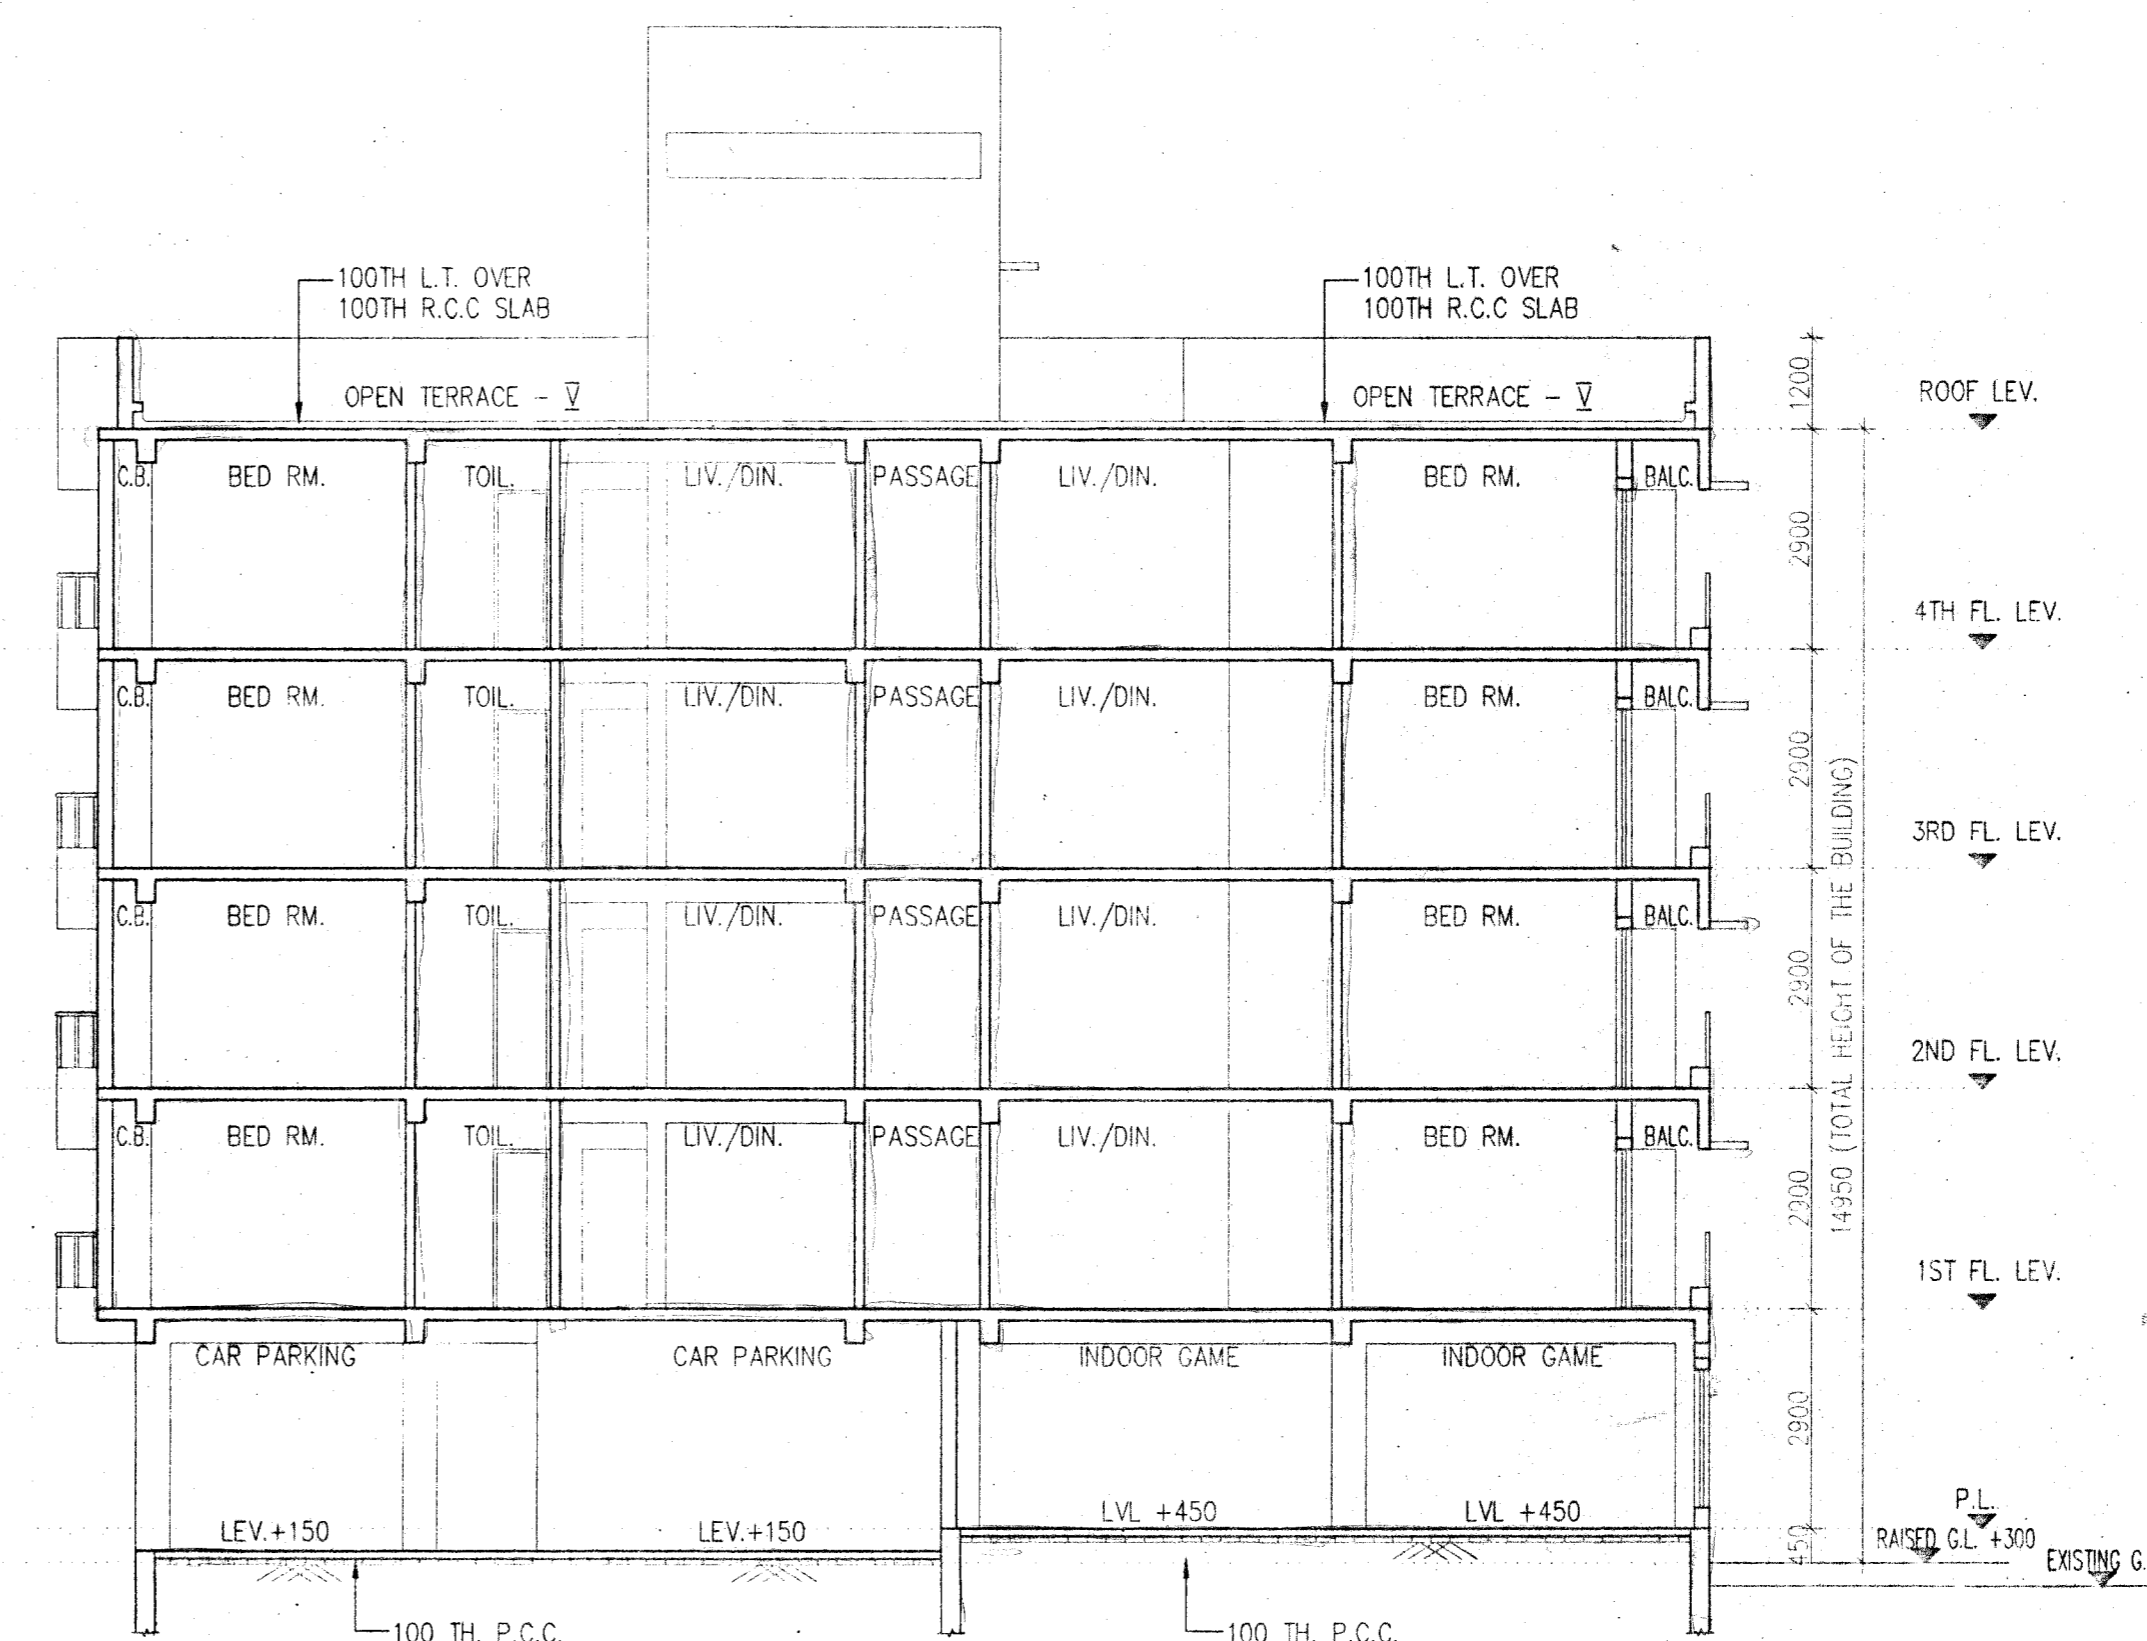 100TH L.T. OVER
100TH R.C.C SLAB
100TH L.T. OVER
100TH R.C.C SLAB
1200
OPEN TERRACE - V
OPEN TERRACE - V
ROOF LEV.
C.B. BED RM. TOIL. LIV./DIN. PASSAGE LIV./DIN. BED RM. BALC.
2900
4TH FL. LEV.
C.B. BED RM. TOIL. LIV./DIN. PASSAGE LIV./DIN. BED RM. BALC.
2900
3RD FL. LEV.
C.B. BED RM. TOIL. LIV./DIN. PASSAGE LIV./DIN. BED RM. BALC.
2900
14950 (TOTAL HEIGHT OF THE BUILDING)
2ND FL. LEV.
C.B. BED RM. TOIL. LIV./DIN. PASSAGE LIV./DIN. BED RM. BALC.
2900
1ST FL. LEV.
CAR PARKING CAR PARKING INDOOR GAME INDOOR GAME
2900
LEV.+150 LEV.+150 LVL +450 LVL +450
P.L.
450
RAISED G.L. +300
EXISTING G.
100 TH. P.C.C.
100 TH. P.C.C.